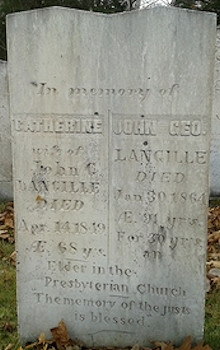 In memory of
CATHERINE
wife of
John G.
LANGILLE
DIED
Apr. 14 1849
Æ. 68 y's.
JOHN GEO.
LANGILLE
DIED
Jan 30 1864
Æ. 91 yrs.
For 30 yrs.
an
Elder in the
Presbyterian Church
The memory of the just
is blessed